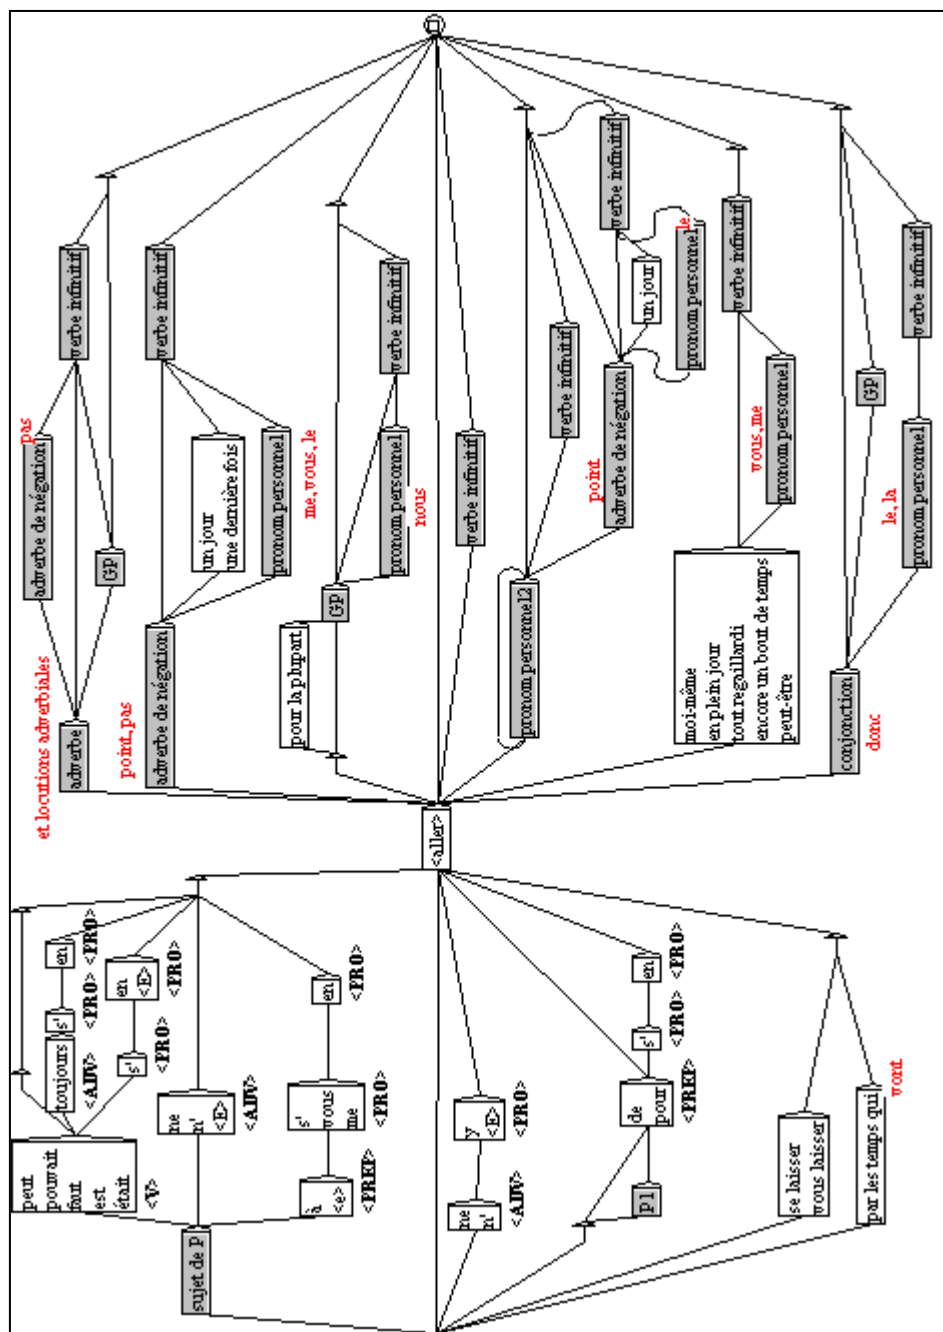 sujet de P
peut
pouvait
faut
est
était
<V>
toujours
<ADV>
s'
<PRO>
en
<PRO>
s'
<PRO>
en
<E>
<PRO>
ne
n'
<E>
<ADV>
à
<e>
<PREP>
s'
vous
me
<PRO>
en
<PRO>
ne
n'
<ADV>
y
<E>
<PRO>
P1
de
pour
<PREP>
s'
<PRO>
en
<PRO>
se laisser
vous laisser
par les temps qui
vont
<aller>
et locutions adverbiales
adverbe
pas
adverbe de négation
GP
verbe infinitif
point, pas
adverbe de négation
un jour
une dernière fois
pronom personnel
me, vous, le
verbe infinitif
pour la plupart
GP
pronom personnel
nous
verbe infinitif
verbe infinitif
pronom personnel2
verbe infinitif
point
adverbe de négation
verbe infinitif
un jour
le
pronom personnel
moi-même
en plein jour
tout regaillardi
encore un bout de temps
peut-être
vous, me
pronom personnel
verbe infinitif
conjonction
donc
GP
le, la
pronom personnel
verbe infinitif